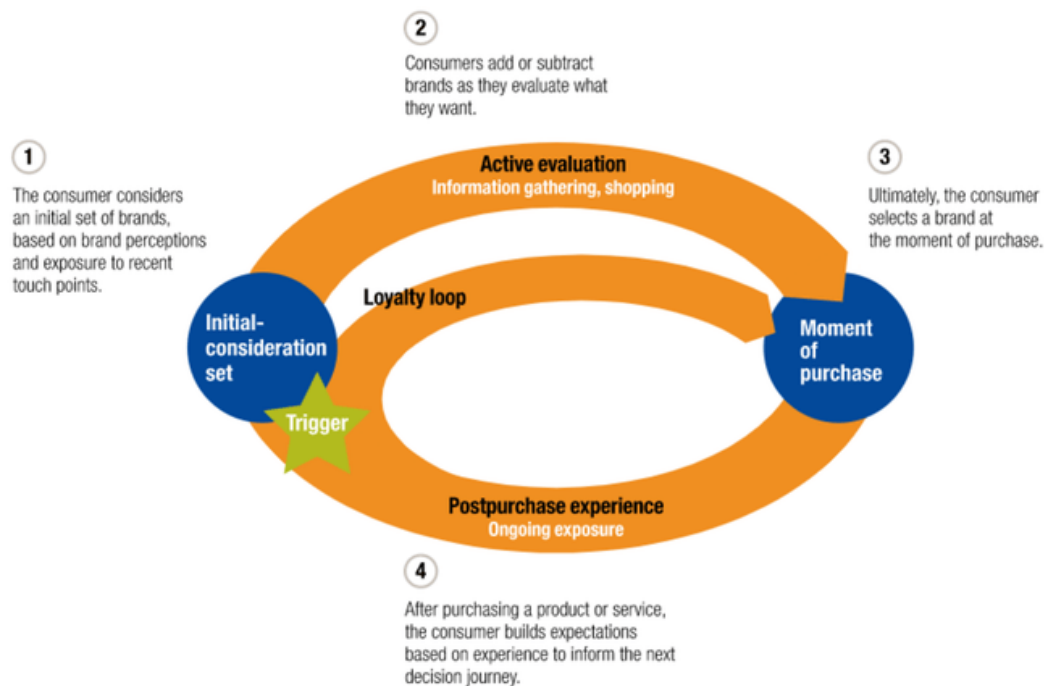 2
Consumers add or subtract
brands as they evaluate what
they want.
1
The consumer considers
an initial set of brands,
based on brand perceptions
and exposure to recent
touch points.
Active evaluation
Information gathering, shopping
3
Ultimately, the consumer
selects a brand at
the moment of purchase.
Loyalty loop
Initial-
consideration
set
Trigger
Moment
of
purchase
Postpurchase experience
Ongoing exposure
4
After purchasing a product or service,
the consumer builds expectations
based on experience to inform the next
decision journey.